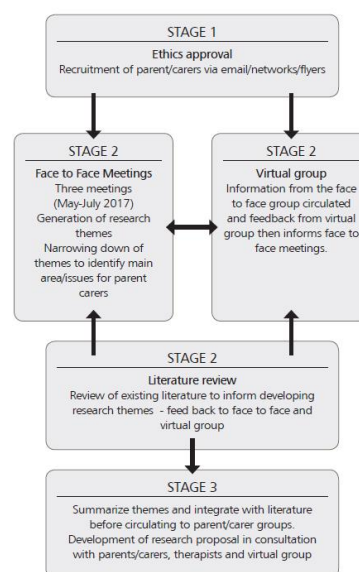 STAGE 1
Ethics approval
Recruitment of parent/carers via email/networks/flyers
STAGE 2
Face to Face Meetings
Three meetings
(May-July 2017)
Generation of research
themes
Narrowing down of
themes to identify main
area/issues for parent
carers
STAGE 2
Virtual group
Information from the face
to face group circulated
and feedback from virtual
group then informs face to
face meetings.
STAGE 2
Literature review
Review of existing literature to inform developing
research themes - feed back to face to face and
virtual group
STAGE 3
Summarize themes and integrate with literature
before circulating to parent/carer groups.
Development of research proposal in consultation
with parents/carers, therapists and virtual group